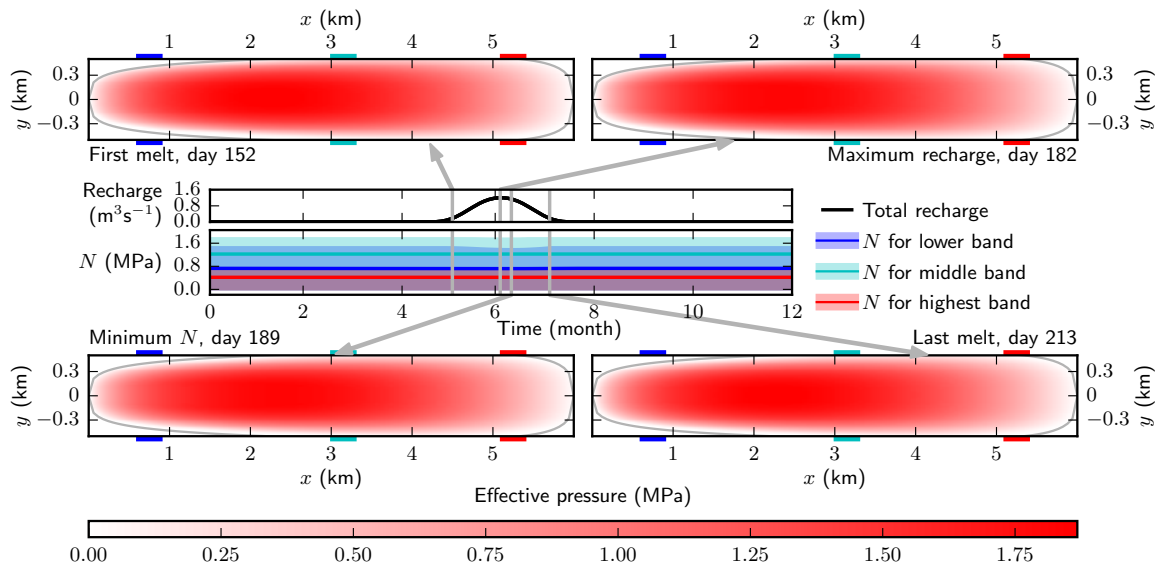 x (km)
x (km)
1 2 3 4 5
1 2 3 4 5
y (km)
0.3
0
−0.3
0.3
0
−0.3
y (km)
First melt, day 152
Maximum recharge, day 182
Recharge
(m³s⁻¹)
1.6
0.8
0.0
Total recharge
N (MPa)
1.6
0.8
0.0
N for lower band
N for middle band
N for highest band
0 2 4 6 8 10 12
Time (month)
Minimum N, day 189
Last melt, day 213
y (km)
0.3
0
−0.3
0.3
0
−0.3
y (km)
1 2 3 4 5
1 2 3 4 5
x (km)
x (km)
Effective pressure (MPa)
0.00 0.25 0.50 0.75 1.00 1.25 1.50 1.75